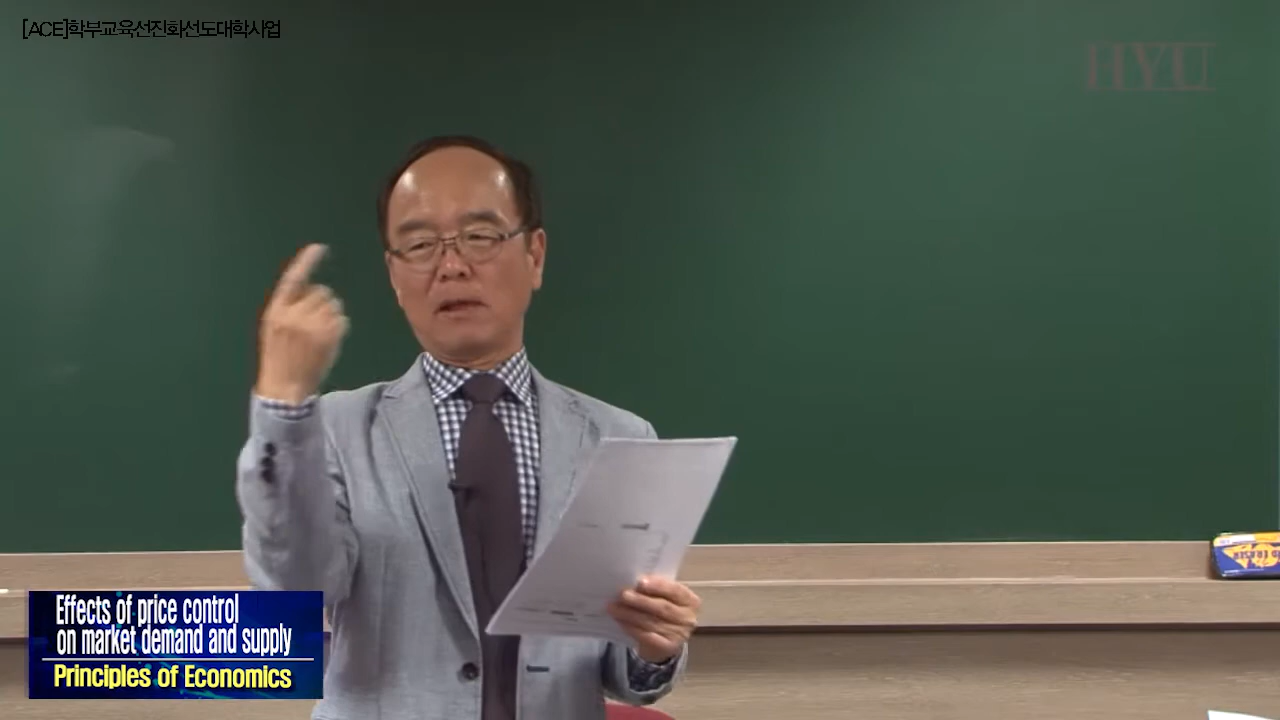 [ACE]학부교육선진화선도대학사업
HYU
Effects of price control
on market demand and supply
Principles of Economics